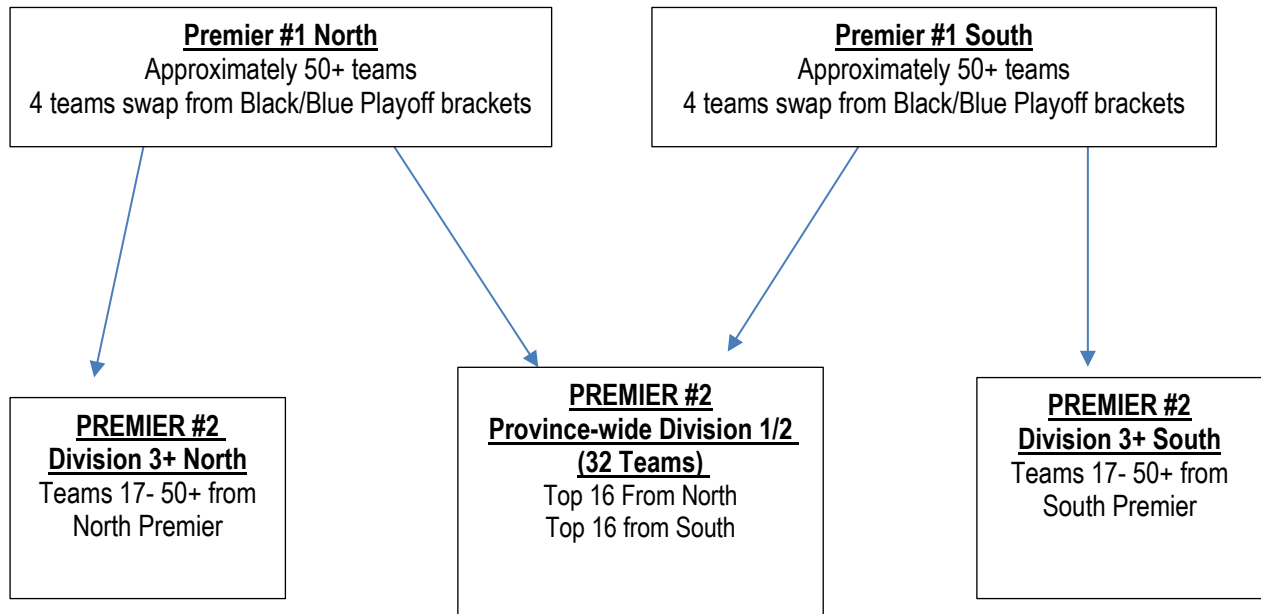 Premier #1 North
Approximately 50+ teams
4 teams swap from Black/Blue Playoff brackets
Premier #1 South
Approximately 50+ teams
4 teams swap from Black/Blue Playoff brackets
PREMIER #2
Division 3+ North
Teams 17- 50+ from
North Premier
PREMIER #2
Province-wide Division 1/2
(32 Teams)
Top 16 From North
Top 16 from South
PREMIER #2
Division 3+ South
Teams 17- 50+ from
South Premier